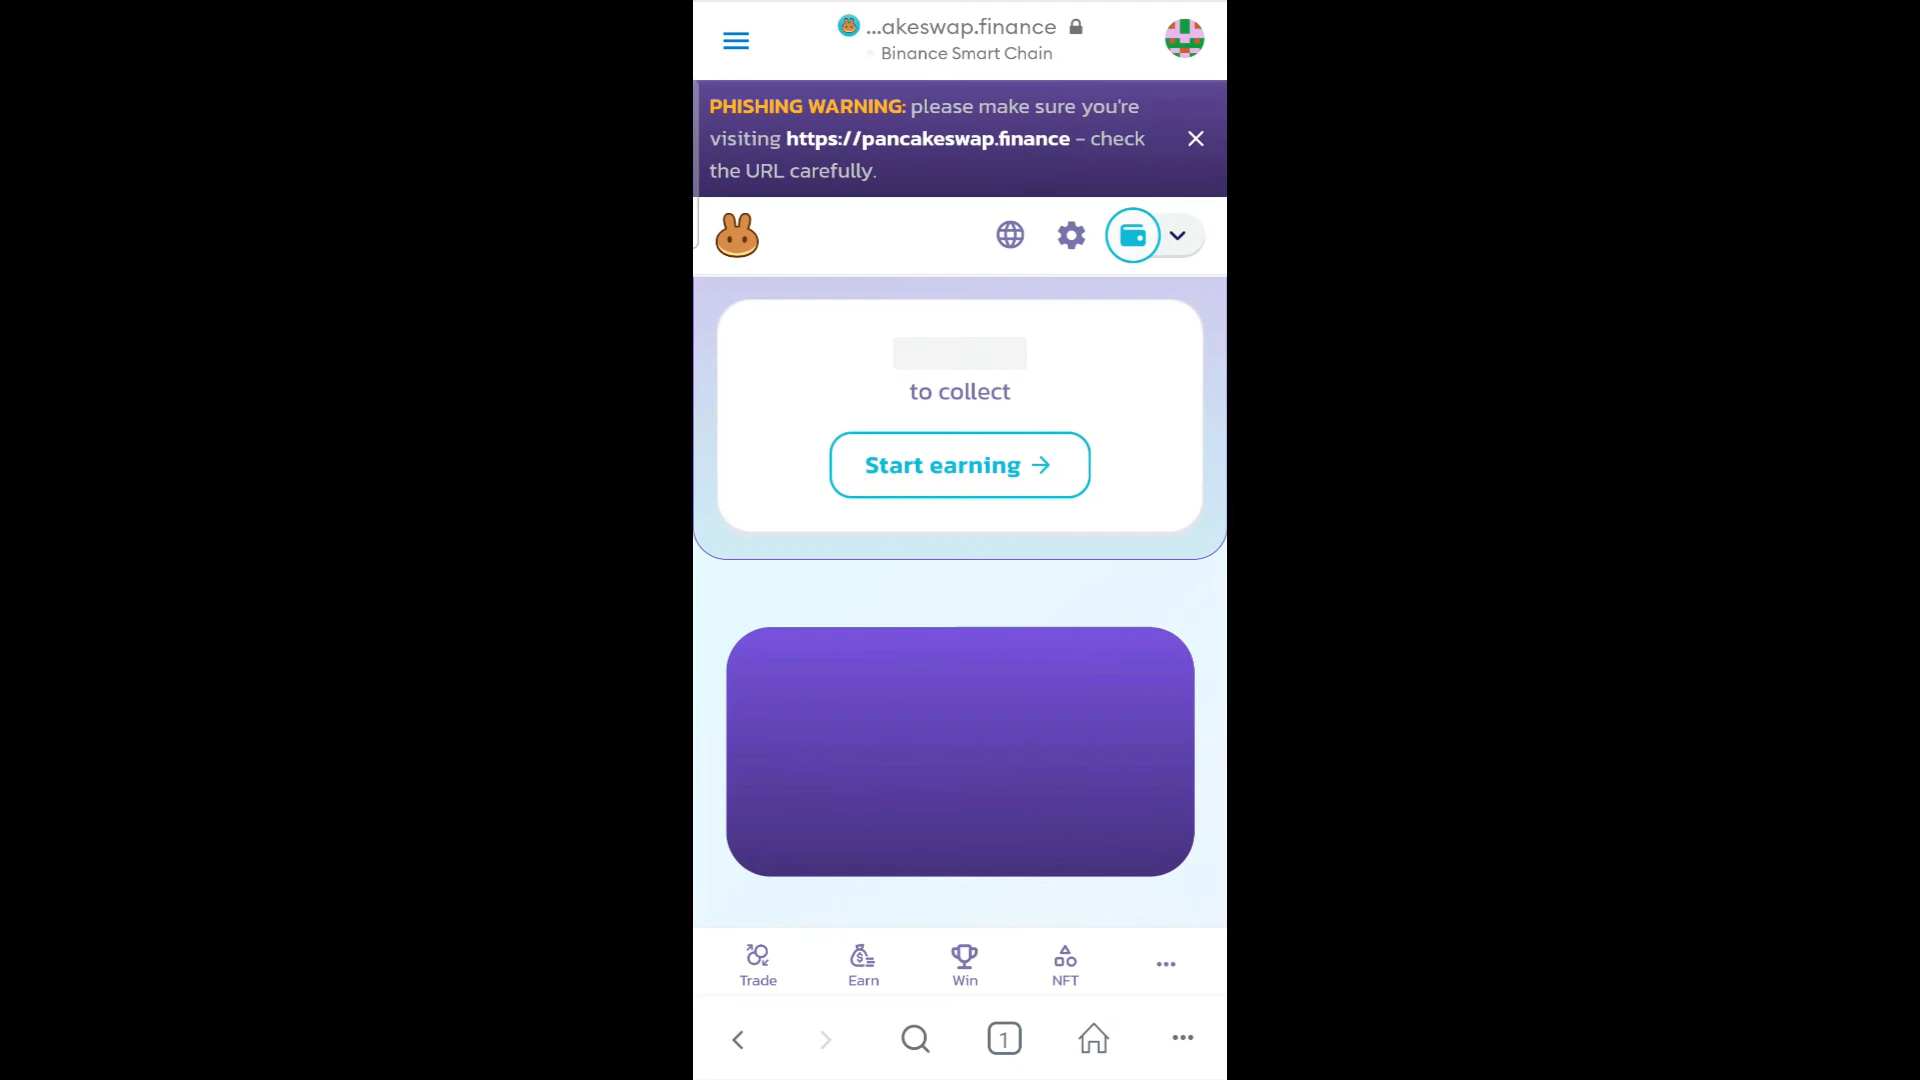 ...akeswap.finance
Binance Smart Chain
PHISHING WARNING: please make sure you're
visiting https://pancakeswap.finance - check
the URL carefully.
to collect
Start earning
Trade
Earn
Win
NFT
1